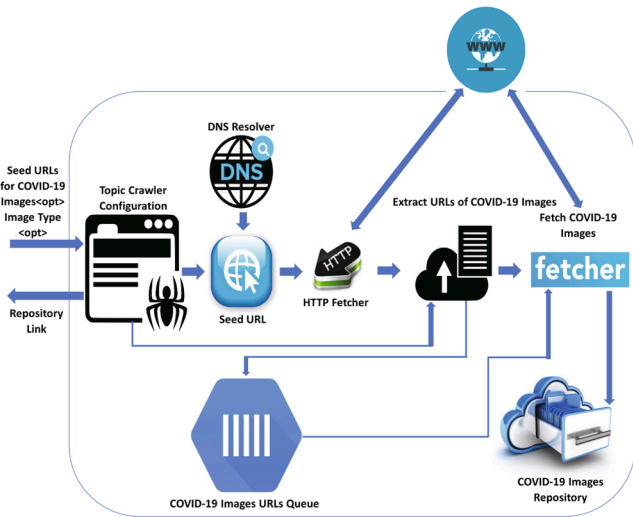 WWW
DNS Resolver
DNS
Seed URLs
for COVID-19
Images<opt>
Image Type
<opt>
Topic Crawler
Configuration
Extract URLs of COVID-19 Images
Fetch COVID-19
Images
HTTP
fetcher
Seed URL
HTTP Fetcher
Repository
Link
COVID-19 Images
Repository
COVID-19 Images URLs Queue